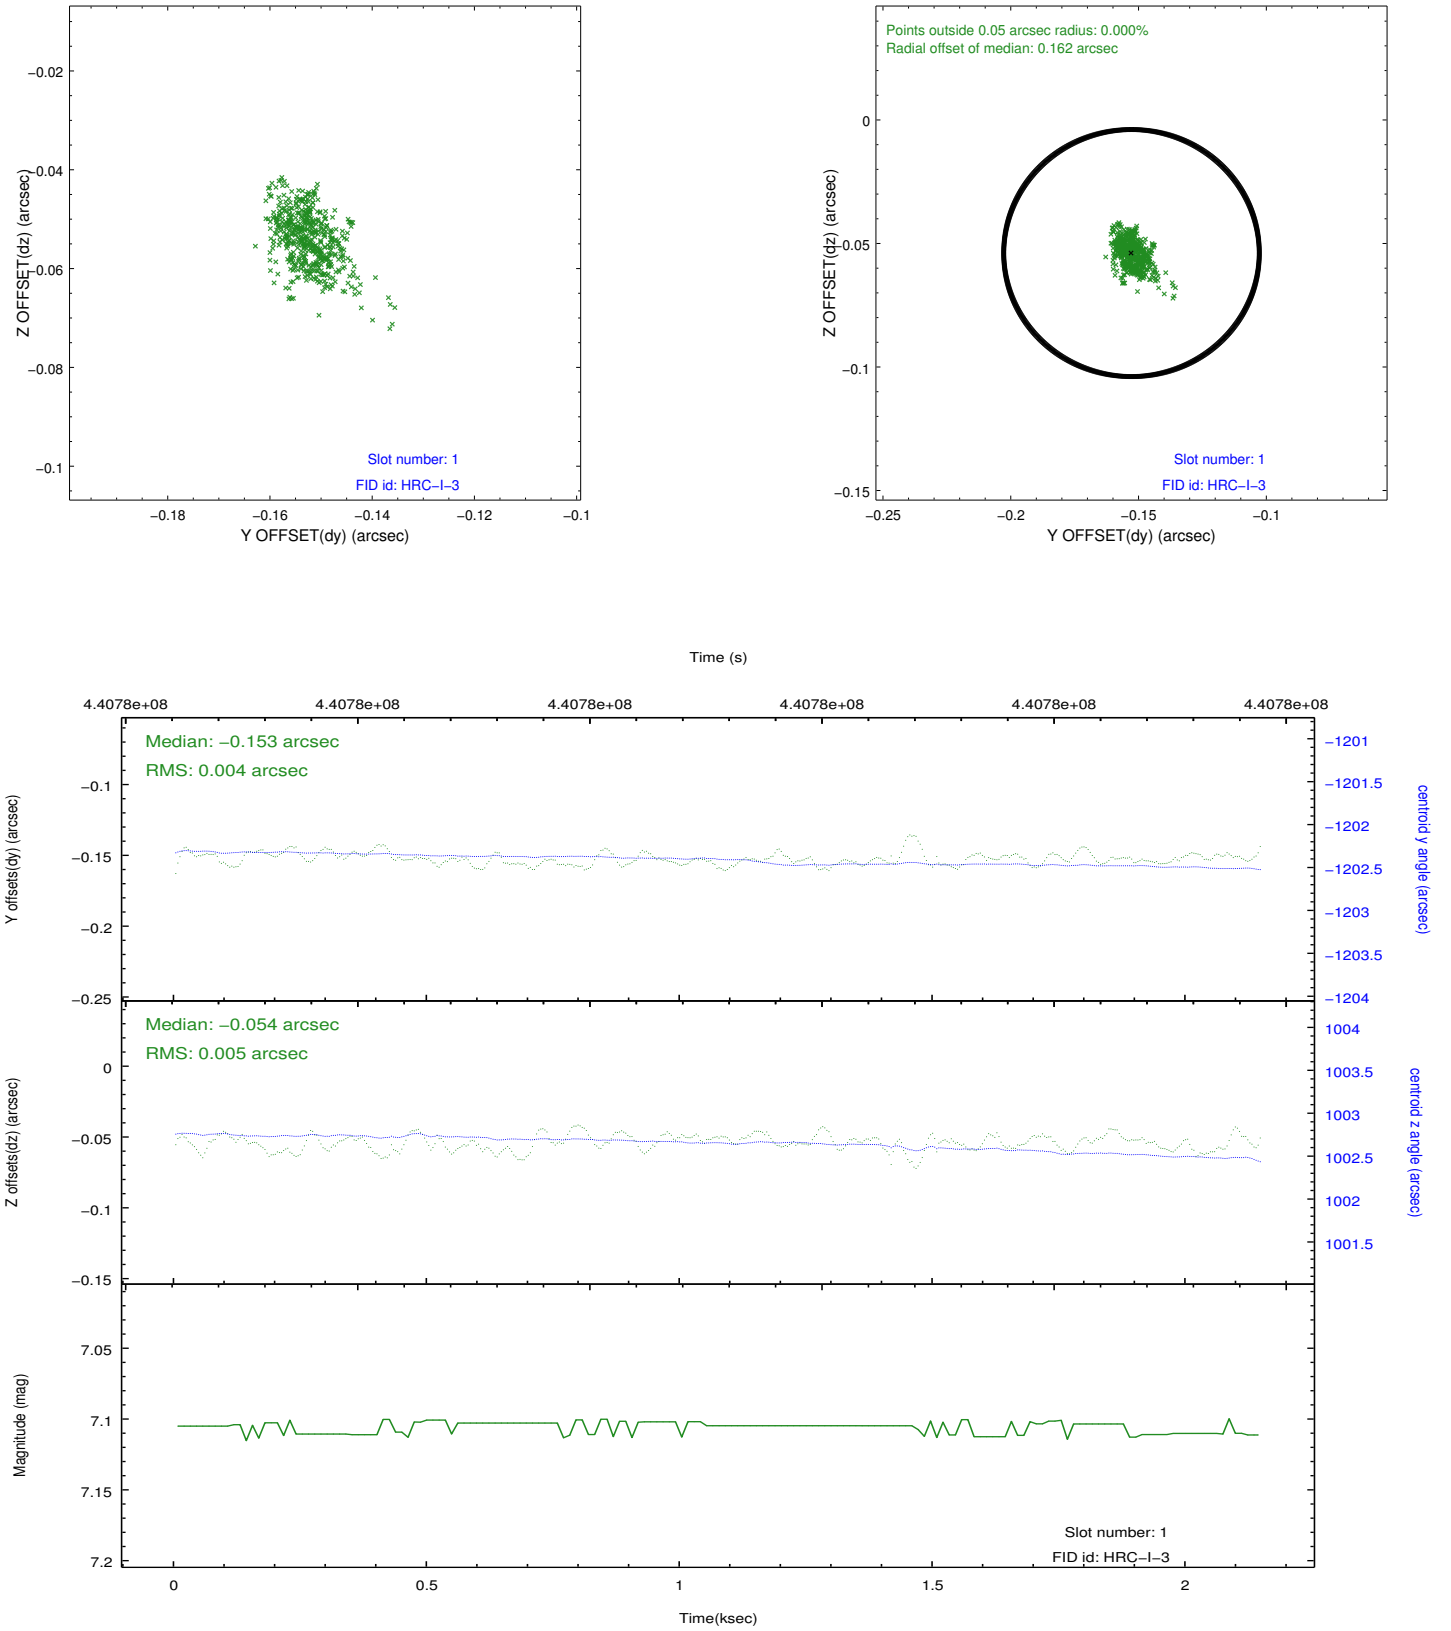 −0.02
−0.04
−0.06
−0.08
−0.1
Z OFFSET(dz) (arcsec)
Slot number: 1
FID id: HRC−I−3
−0.18
−0.16
−0.14
−0.12
−0.1
Y OFFSET(dy) (arcsec)
Points outside 0.05 arcsec radius: 0.000%
Radial offset of median: 0.162 arcsec
0
−0.05
−0.1
−0.15
Z OFFSET(dz) (arcsec)
Slot number: 1
FID id: HRC−I−3
−0.25
−0.2
−0.15
−0.1
Y OFFSET(dy) (arcsec)
Time (s)
4.4078e+08
4.4078e+08
4.4078e+08
4.4078e+08
4.4078e+08
4.4078e+08
Median: −0.153 arcsec
RMS: 0.004 arcsec
−0.1
−0.15
−0.2
−0.25
Y offsets(dy) (arcsec)
−1201
−1201.5
−1202
−1202.5
−1203
−1203.5
−1204
centroid y angle (arcsec)
Median: −0.054 arcsec
RMS: 0.005 arcsec
0
−0.05
−0.1
−0.15
Z offsets(dz) (arcsec)
1004
1003.5
1003
1002.5
1002
1001.5
centroid z angle (arcsec)
7.05
7.1
7.15
7.2
Magnitude (mag)
Slot number: 1
FID id: HRC−I−3
0
0.5
1
1.5
2
Time(ksec)